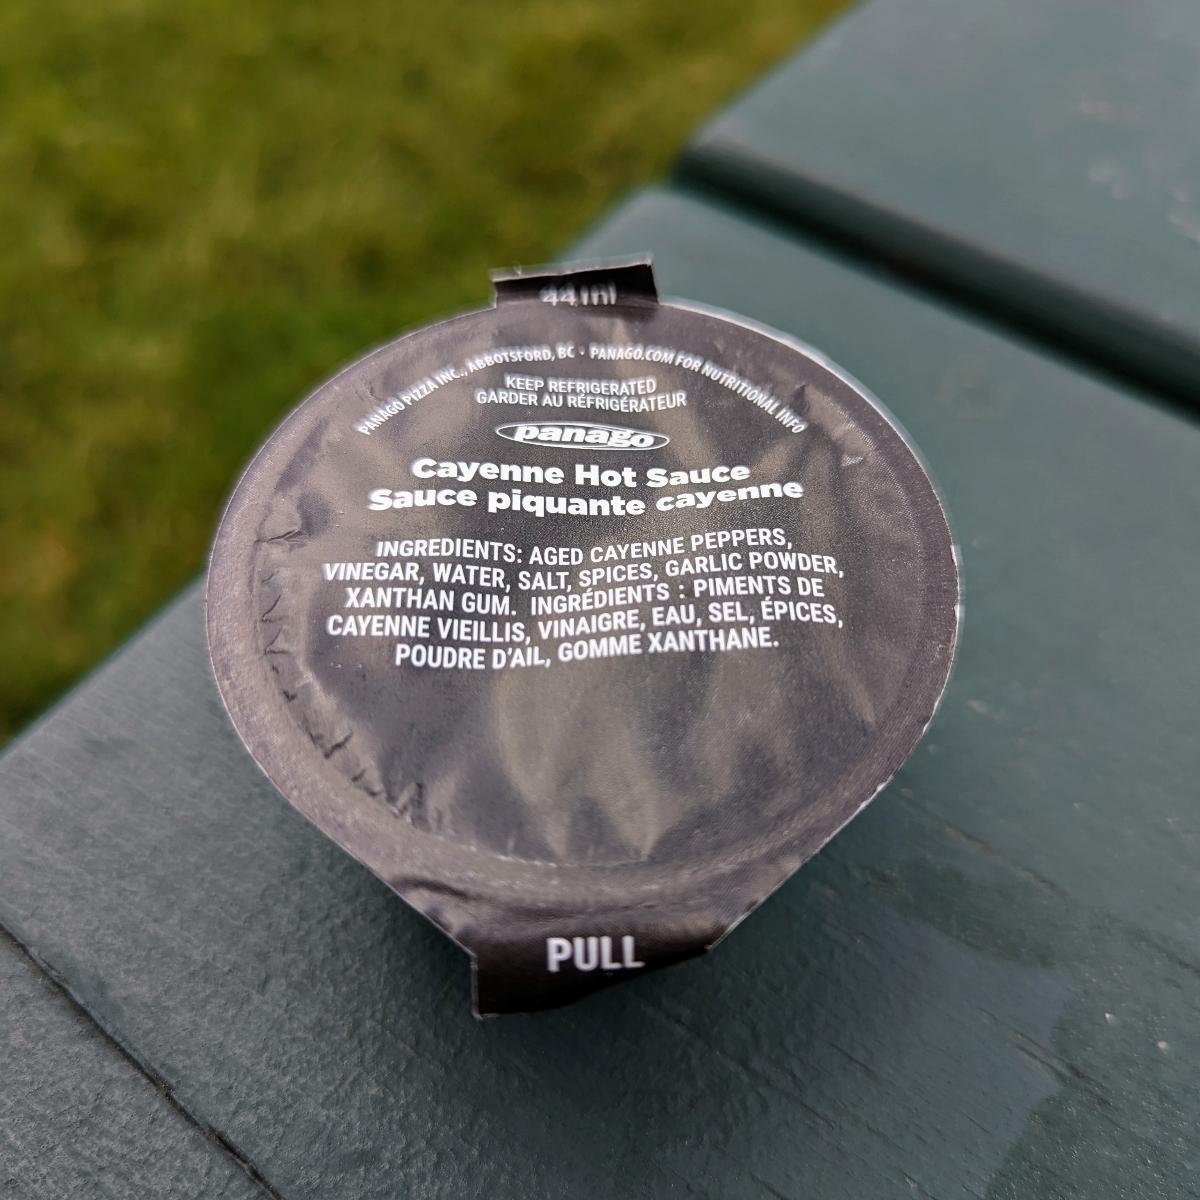 44ml
PANAGO PIZZA INC., ABBOTSFORD, BC · PANAGO.COM FOR NUTRITIONAL INFO
KEEP REFRIGERATED
GARDER AU RÉFRIGÉRATEUR
panago
Cayenne Hot Sauce
Sauce piquante cayenne
INGREDIENTS: AGED CAYENNE PEPPERS,
VINEGAR, WATER, SALT, SPICES, GARLIC POWDER,
XANTHAN GUM. INGRÉDIENTS : PIMENTS DE
CAYENNE VIEILLIS, VINAIGRE, EAU, SEL, ÉPICES,
POUDRE D'AIL, GOMME XANTHANE.
PULL